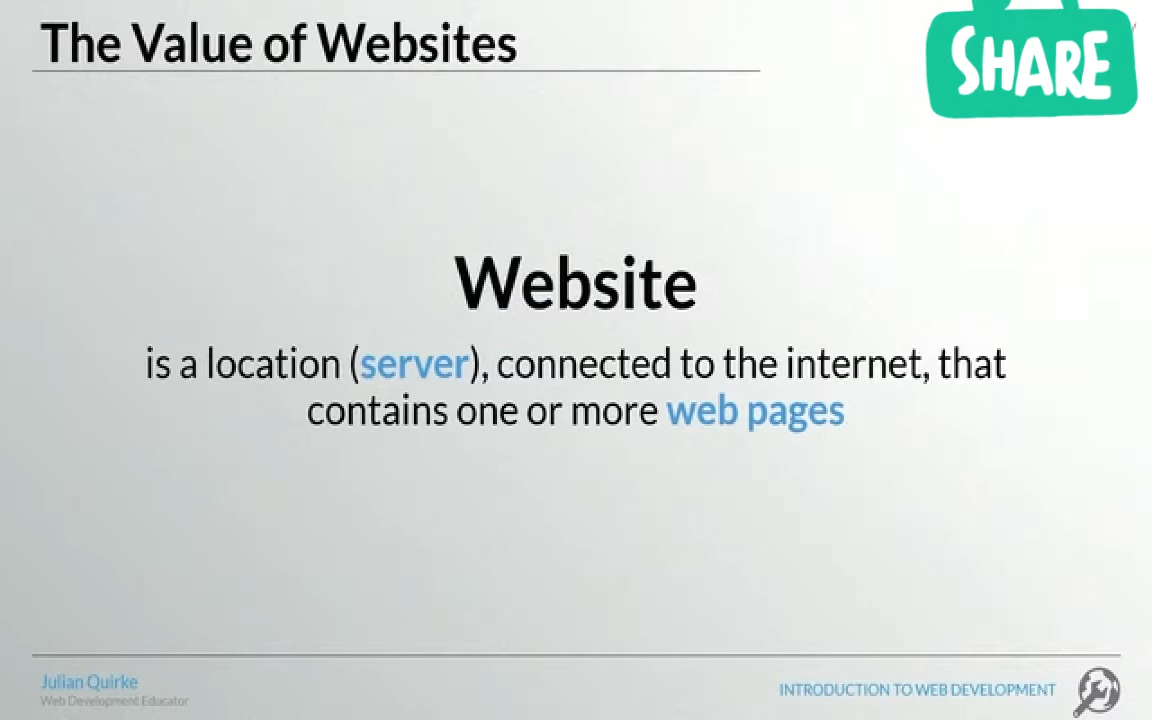 The Value of Websites
SHARE
Website
is a location (server), connected to the internet, that
contains one or more web pages
Julian Quirke
Web Development Educator
INTRODUCTION TO WEB DEVELOPMENT